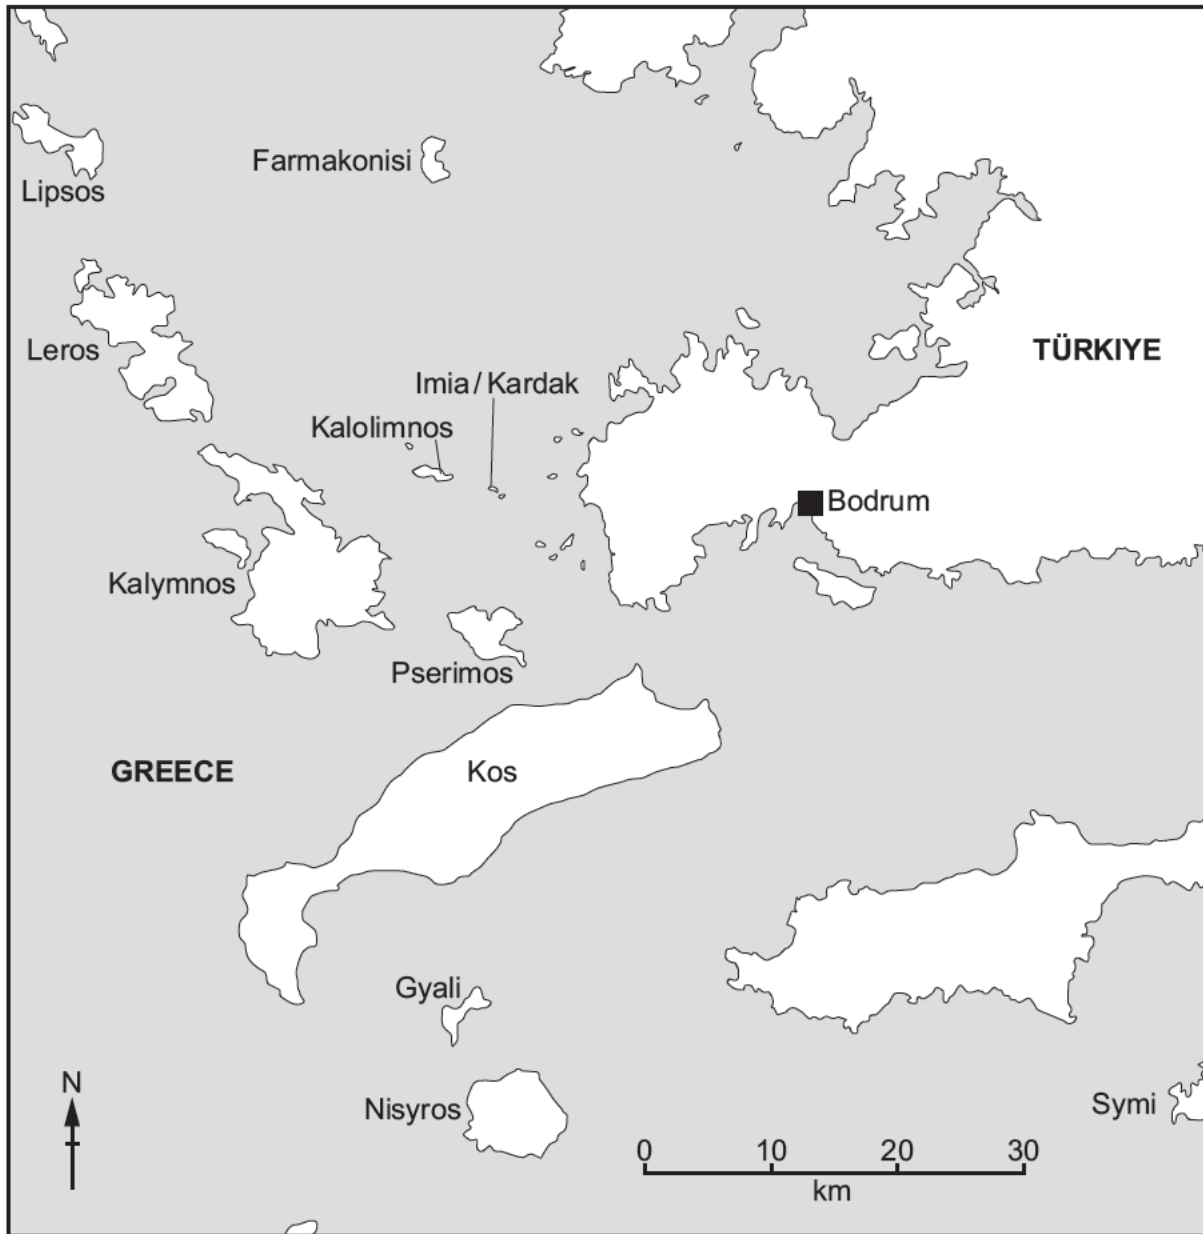 Farmakonisi
Lipsos
Leros
TÜRKIYE
Imia / Kardak
Kalolimnos
Bodrum
Kalymnos
Pserimos
GREECE
Kos
Gyali
N
Nisyros
Symi
0 10 20 30
km